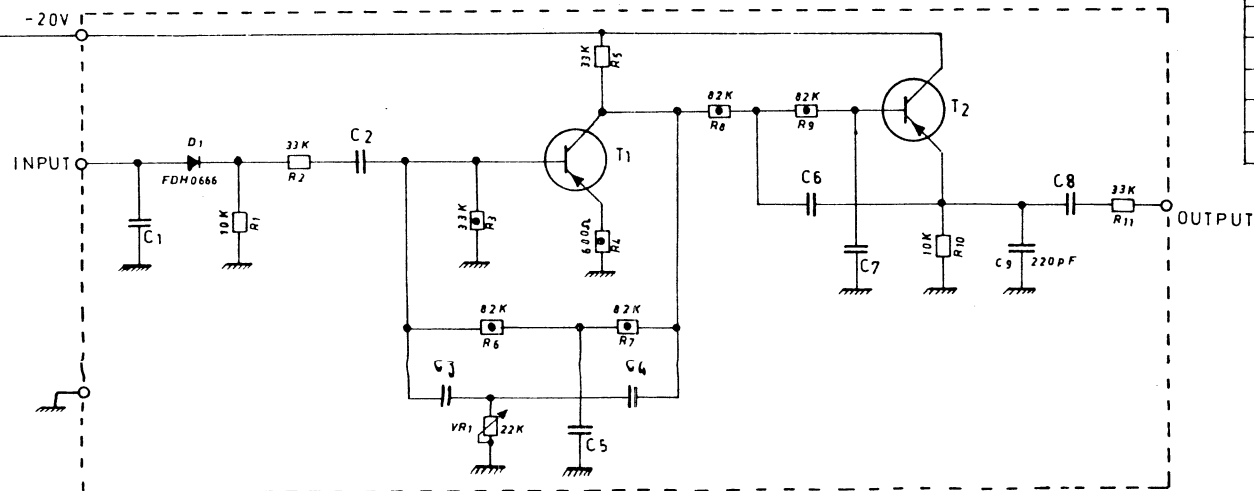 -20V
33K
R5
T2
82K
R8
82K
R9
INPUT
D1
FDH0666
33K
R2
C2
T1
C6
C8
33K
R11
OUTPUT
C1
10K
R1
33K
R3
600Ω
R4
C7
10K
R10
C9
220pF
82K
R6
82K
R7
C3
C4
VR1
22K
C5